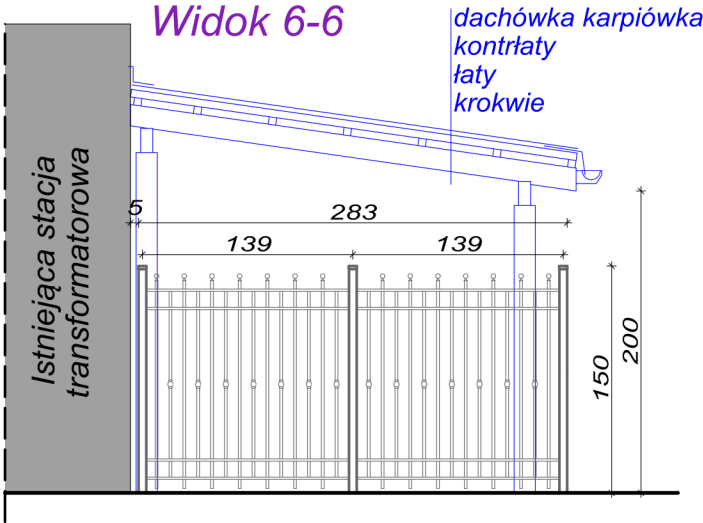 Widok 6-6
dachówka karpiówka
kontrłaty
łaty
krokwie
Istniejąca stacja
transformatorowa
5
283
139
139
150
200